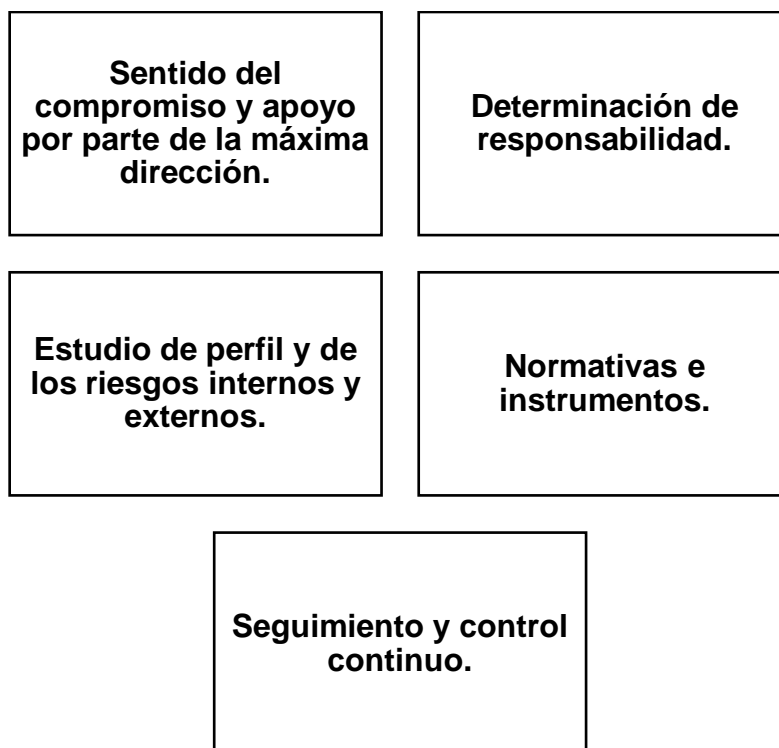 Sentido del
compromiso y apoyo
por parte de la máxima
dirección.
Determinación de
responsabilidad.
Estudio de perfil y de
los riesgos internos y
externos.
Normativas e
instrumentos.
Seguimiento y control
continuo.